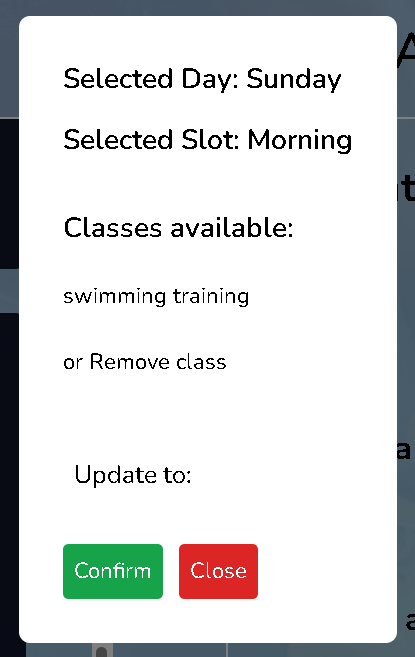 Selected Day: Sunday
Selected Slot: Morning
Classes available:
swimming training
or Remove class
Update to:
Confirm Close